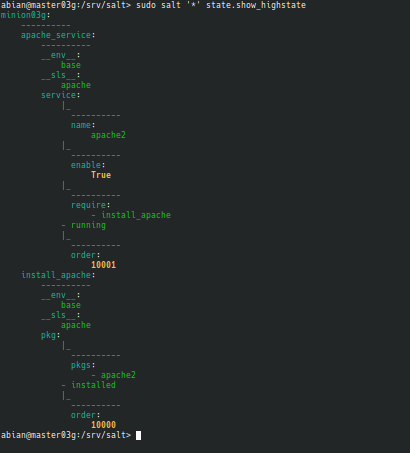 abian@master03g:/srv/salt> sudo salt '*' state.show_highstate
minion03g:
    ----------
    apache_service:
        ----------
        __env__:
            base
        __sls__:
            apache
        service:
            |_
              ----------
              name:
                  apache2
            |_
              ----------
              enable:
                  True
            |_
              ----------
              require:
                  - install_apache
            - running
            |_
              ----------
              order:
                  10001
    install_apache:
        ----------
        __env__:
            base
        __sls__:
            apache
        pkg:
            |_
              ----------
              pkgs:
                  - apache2
            - installed
            |_
              ----------
              order:
                  10000
abian@master03g:/srv/salt>